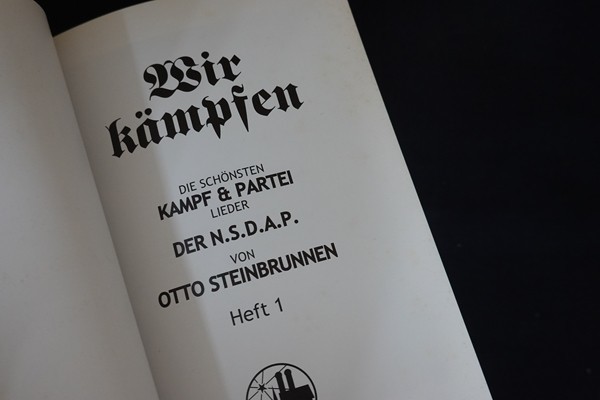 Wir
kämpfen
DIE SCHÖNSTEN
KAMPF & PARTEI
LIEDER
DER N.S.D.A.P.
VON
OTTO STEINBRUNNEN
Heft 1